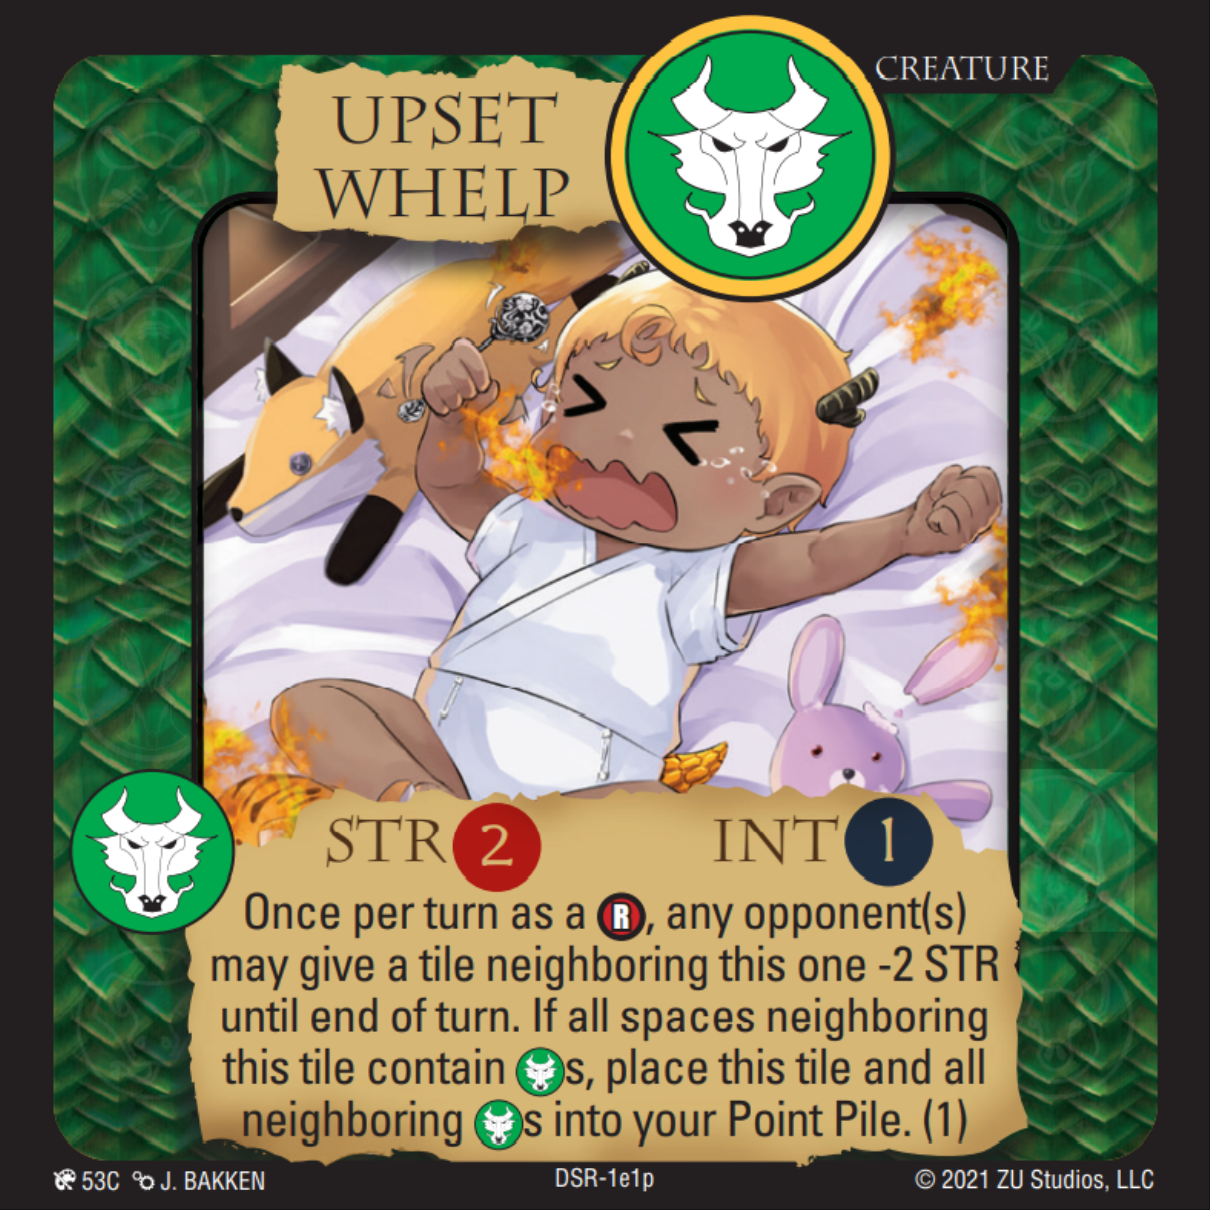 CREATURE
UPSET
WHELP
STR 2 INT 1
Once per turn as a R, any opponent(s)
may give a tile neighboring this one -2 STR
until end of turn. If all spaces neighboring
this tile contain s, place this tile and all
neighboring s into your Point Pile. (1)
53C J. BAKKEN DSR-1e1p © 2021 ZU Studios, LLC